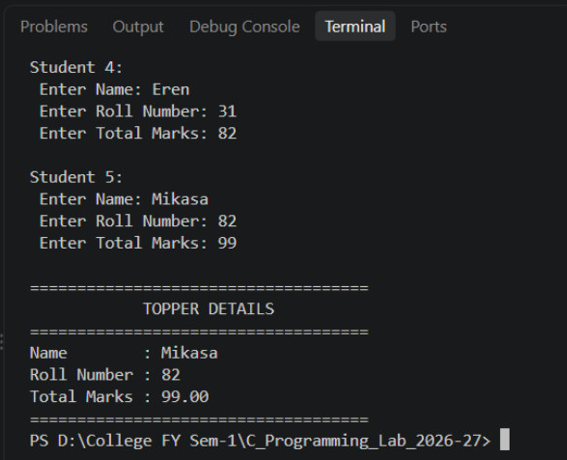 Problems Output Debug Console Terminal Ports
Student 4:
Enter Name: Eren
Enter Roll Number: 31
Enter Total Marks: 82
Student 5:
Enter Name: Mikasa
Enter Roll Number: 82
Enter Total Marks: 99
====================================
TOPPER DETAILS
====================================
Name : Mikasa
Roll Number : 82
Total Marks : 99.00
====================================
PS D:\College FY Sem-1\C_Programming_Lab_2026-27>